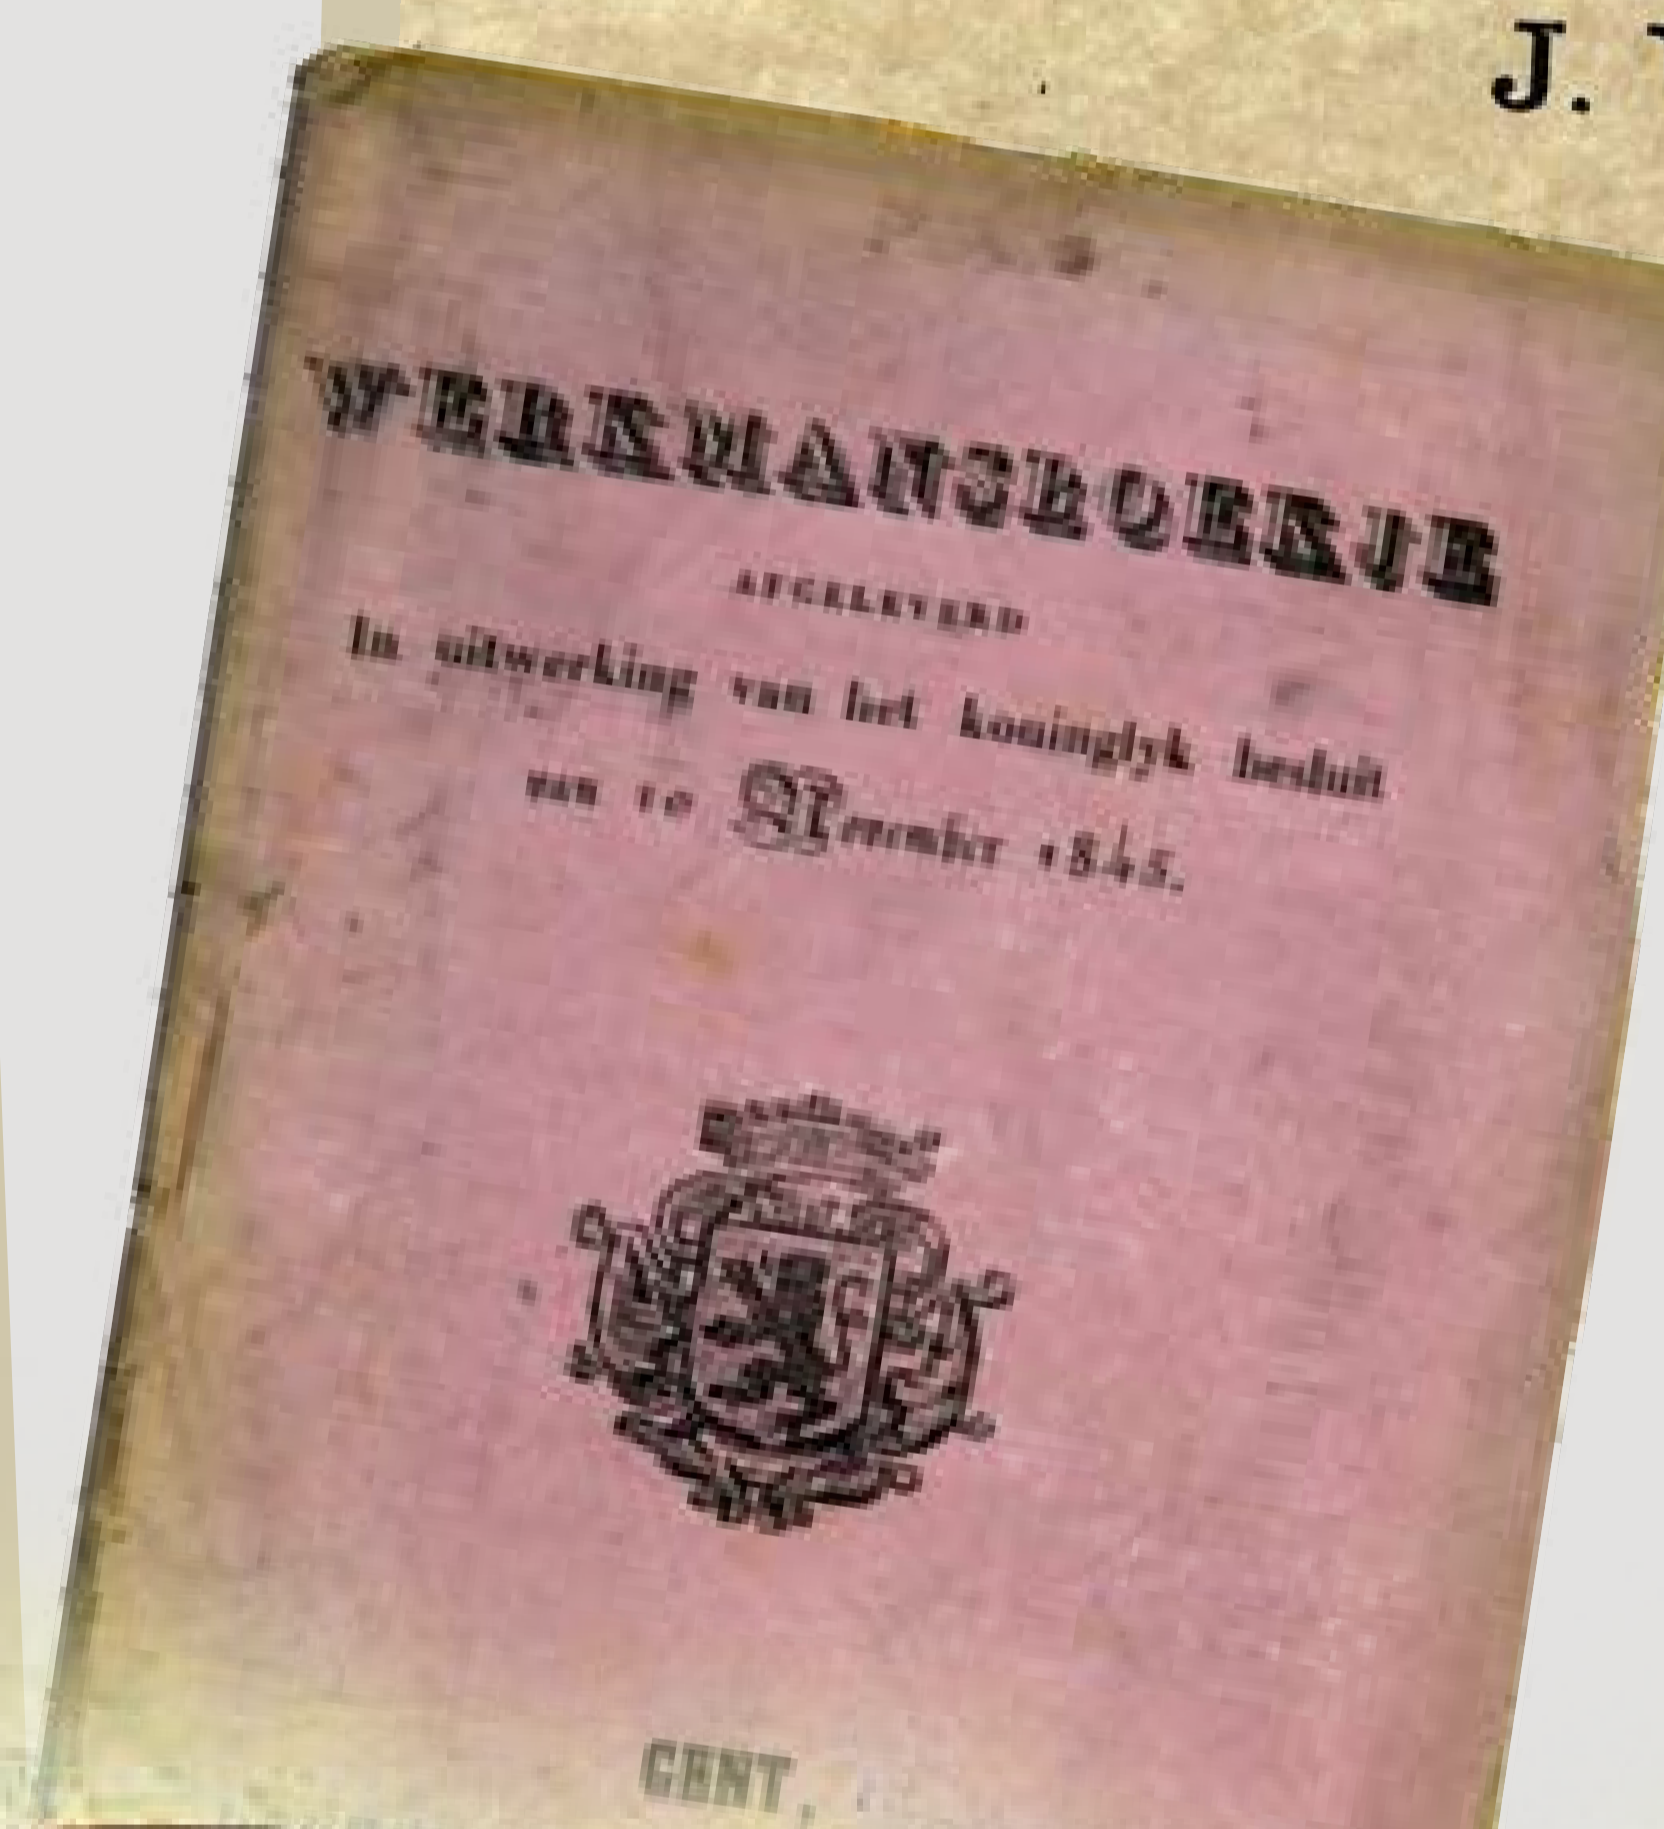 J.
WERKMANSBOEKJE
AFGELEVERD
In uitwerking van het koninglyk besluit
van 10 November 1845.
GENT,